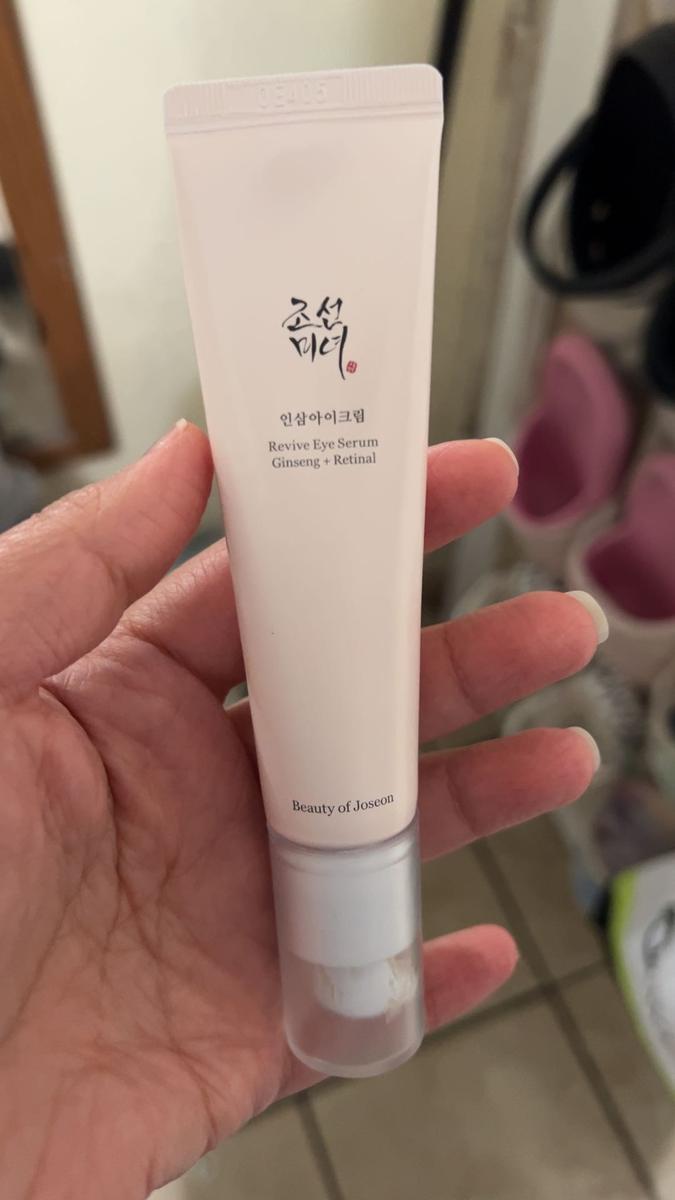 조선
미녀
인삼아이크림
Revive Eye Serum
Ginseng + Retinal
Beauty of Joseon